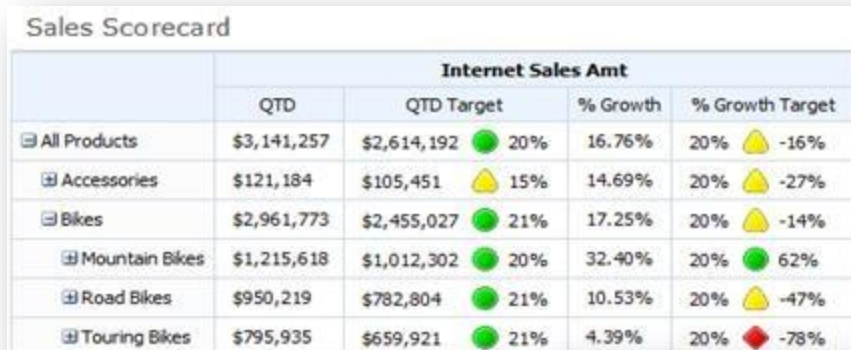 Sales Scorecard
Internet Sales Amt
QTD QTD Target % Growth % Growth Target
All Products $3,141,257 $2,614,192 20% 16.76% 20% -16%
Accessories $121,184 $105,451 15% 14.69% 20% -27%
Bikes $2,961,773 $2,455,027 21% 17.25% 20% -14%
Mountain Bikes $1,215,618 $1,012,302 20% 32.40% 20% 62%
Road Bikes $950,219 $782,804 21% 10.53% 20% -47%
Touring Bikes $795,935 $659,921 21% 4.39% 20% -78%